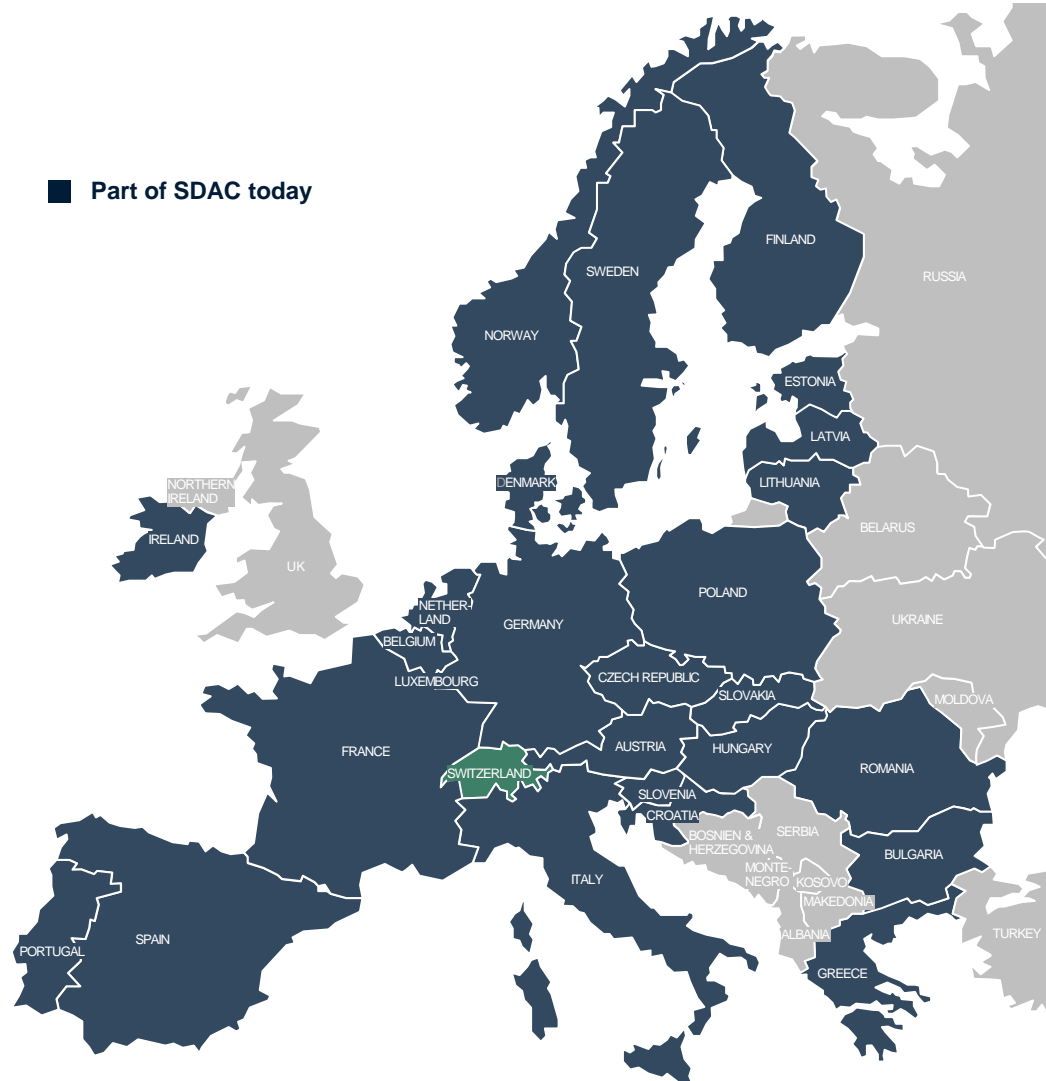 Part of SDAC today
FINLAND
SWEDEN
RUSSIA
NORWAY
ESTONIA
LATVIA
LITHUANIA
DENMARK
NORTHERN
IRELAND
IRELAND
BELARUS
UK
POLAND
NETHER-
LAND
GERMANY
UKRAINE
BELGIUM
LUXEMBOURG
CZECH REPUBLIC
SLOVAKIA
MOLDOVA
FRANCE
AUSTRIA
HUNGARY
SWITZERLAND
ROMANIA
SLOVENIA
CROATIA
SERBIA
BOSNIEN &
HERZEGOVINA
BULGARIA
MONTE-
NEGRO
KOSOVO
ITALY
MAKEDONIA
SPAIN
PORTUGAL
ALBANIA
TURKEY
GREECE